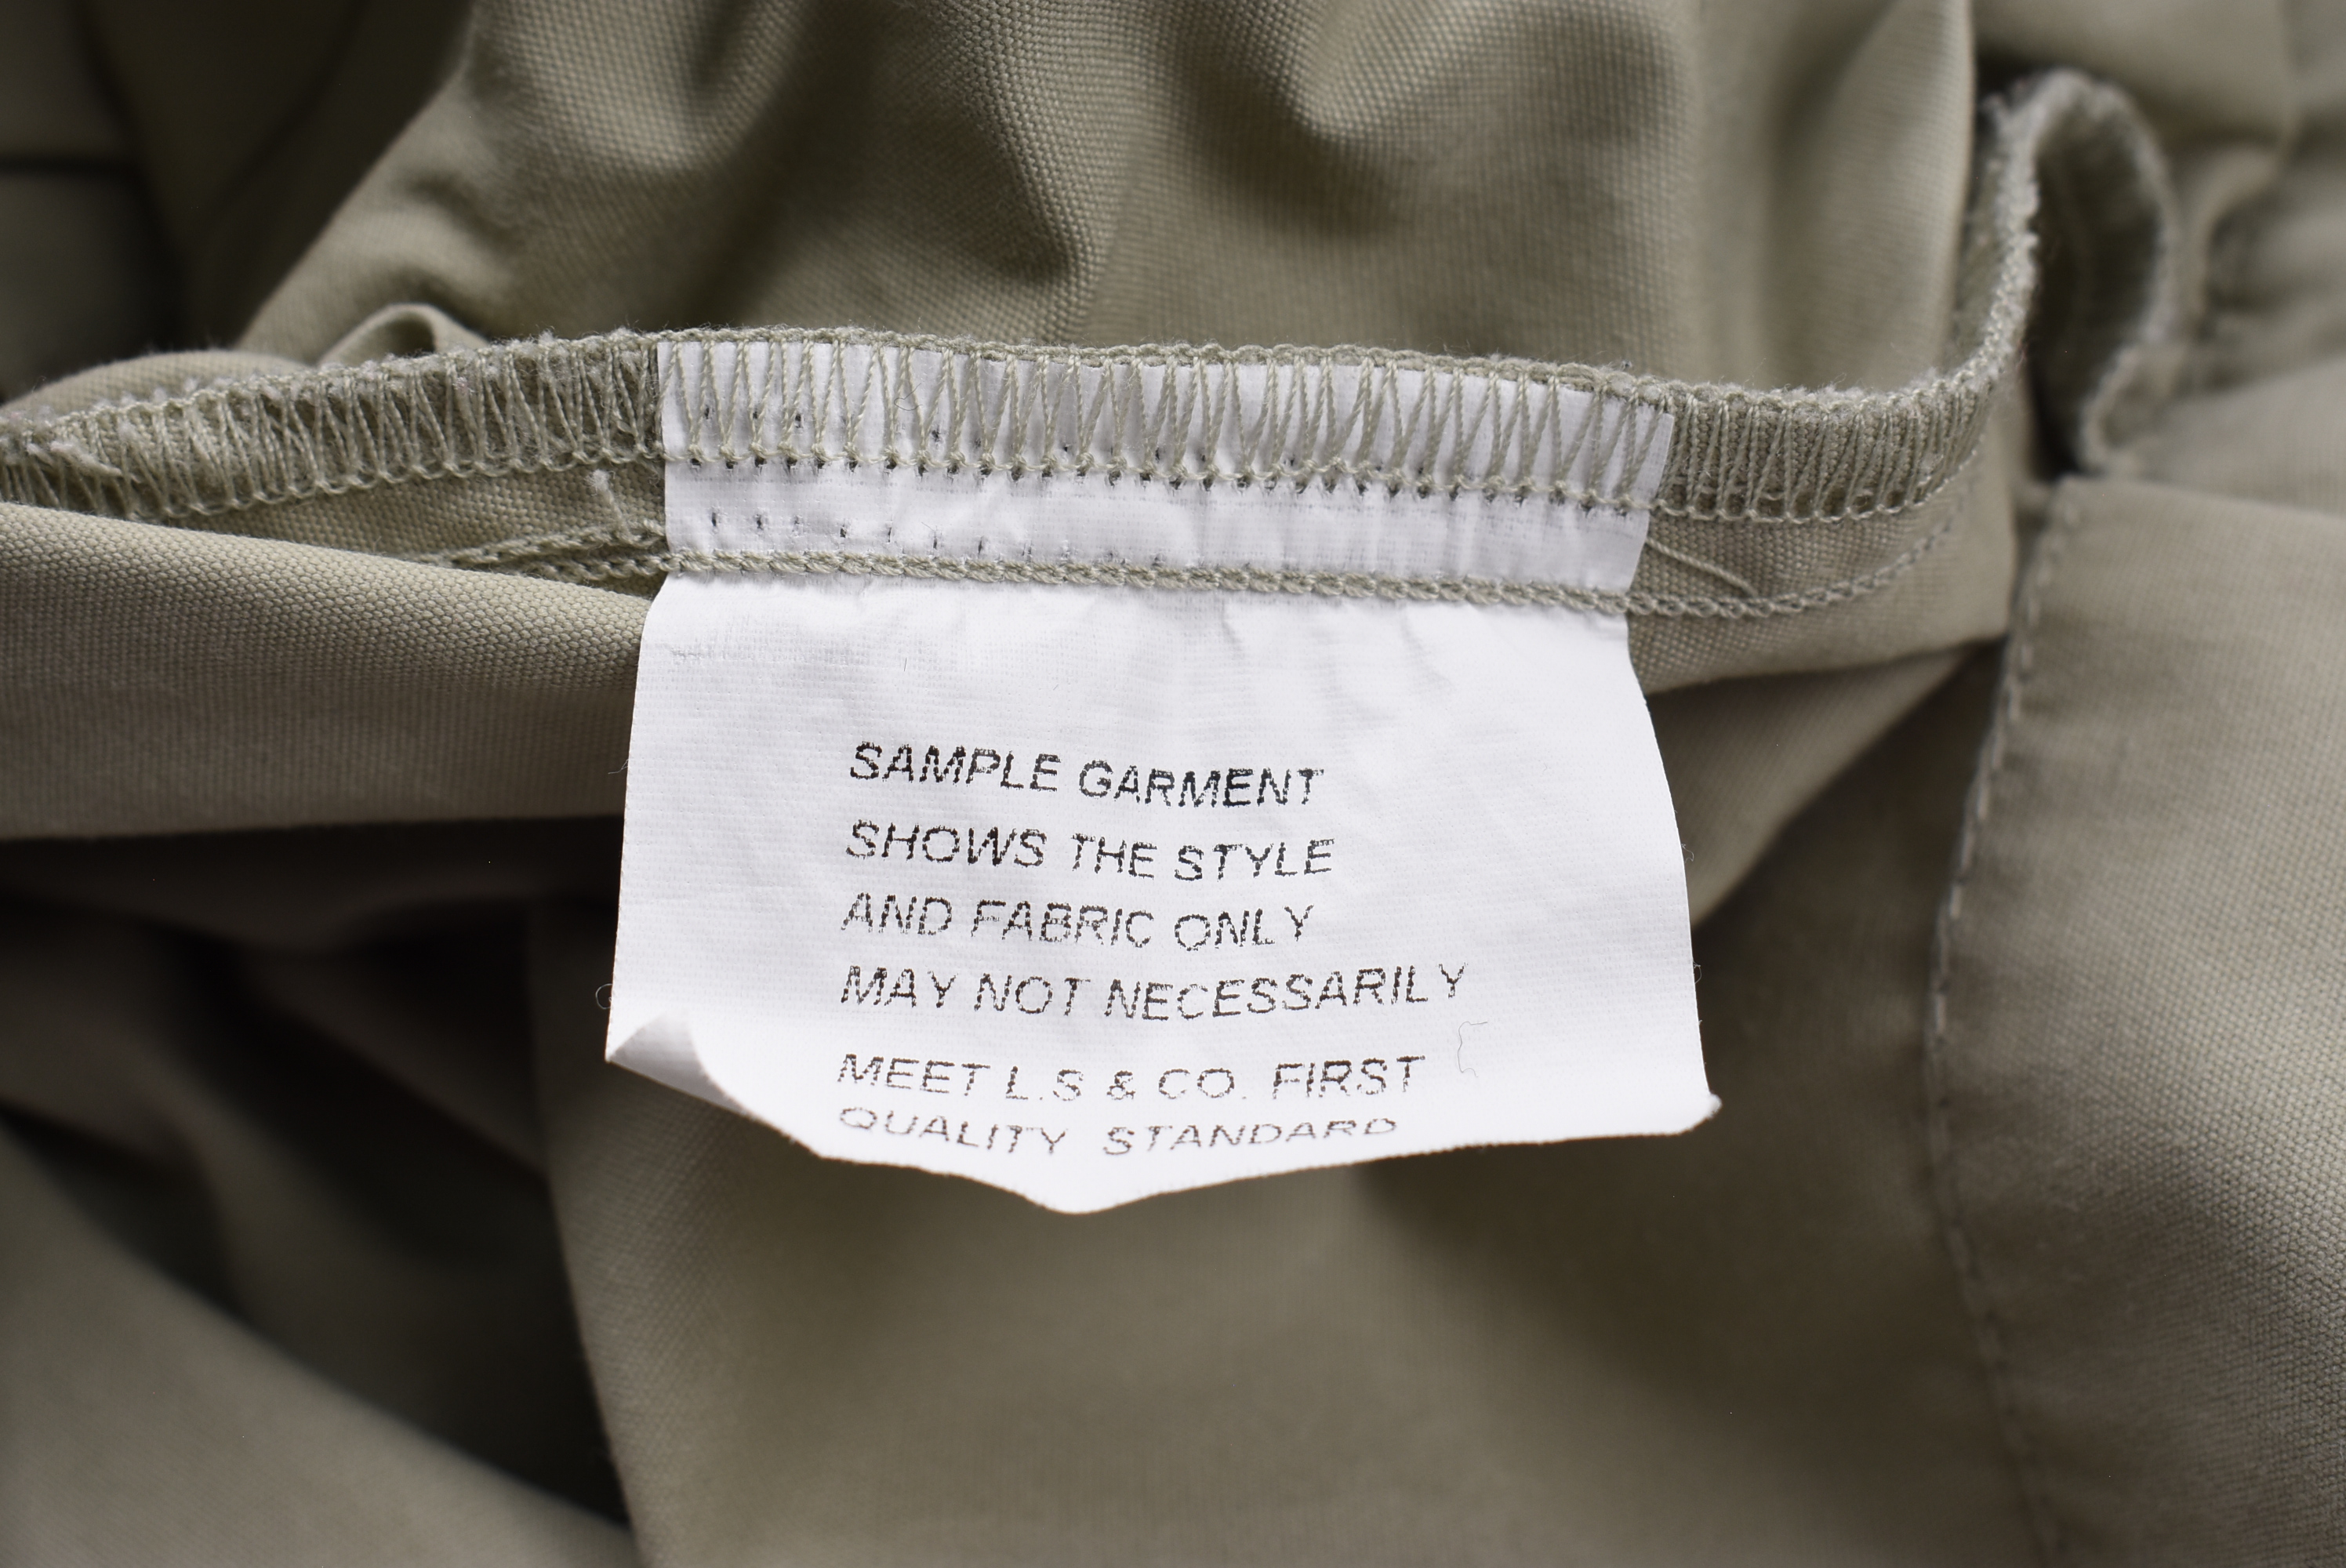 SAMPLE GARMENT
SHOWS THE STYLE
AND FABRIC ONLY
MAY NOT NECESSARILY
MEET L.S & CO. FIRST
QUALITY STANDARD